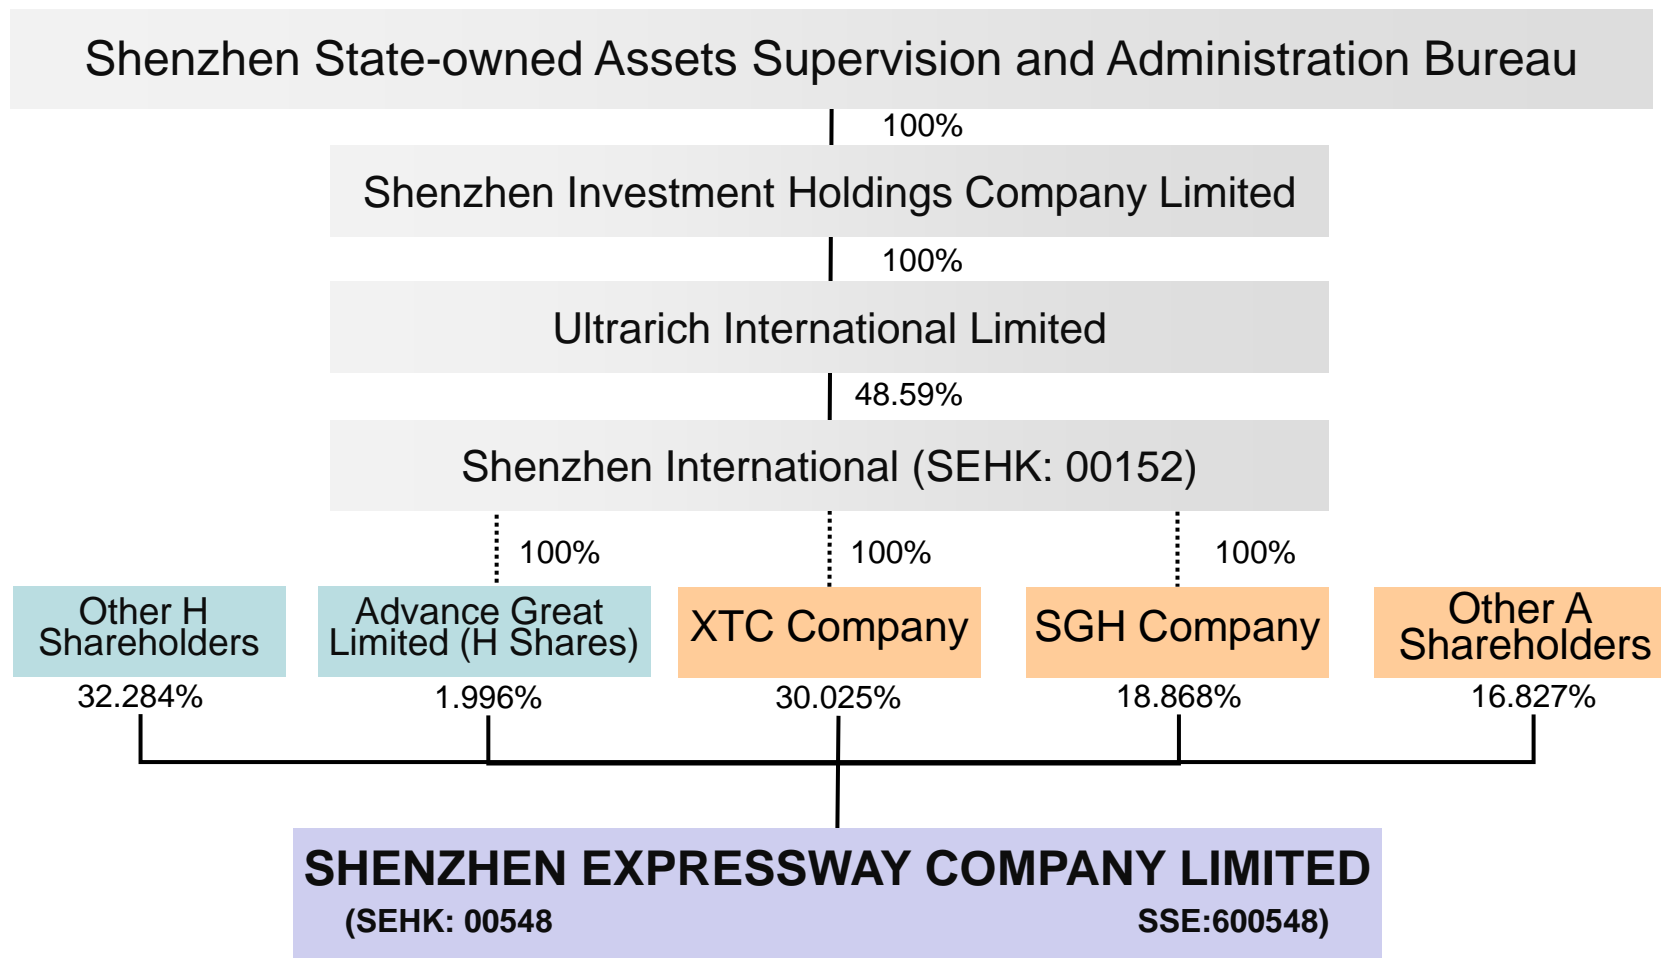 Shenzhen State-owned Assets Supervision and Administration Bureau
100%
Shenzhen Investment Holdings Company Limited
100%
Ultrarich International Limited
48.59%
Shenzhen International (SEHK: 00152)
100%
100%
100%
Other H
Shareholders
Advance Great
Limited (H Shares)
XTC Company
SGH Company
Other A
Shareholders
32.284%
1.996%
30.025%
18.868%
16.827%
SHENZHEN EXPRESSWAY COMPANY LIMITED
(SEHK: 00548 SSE:600548)